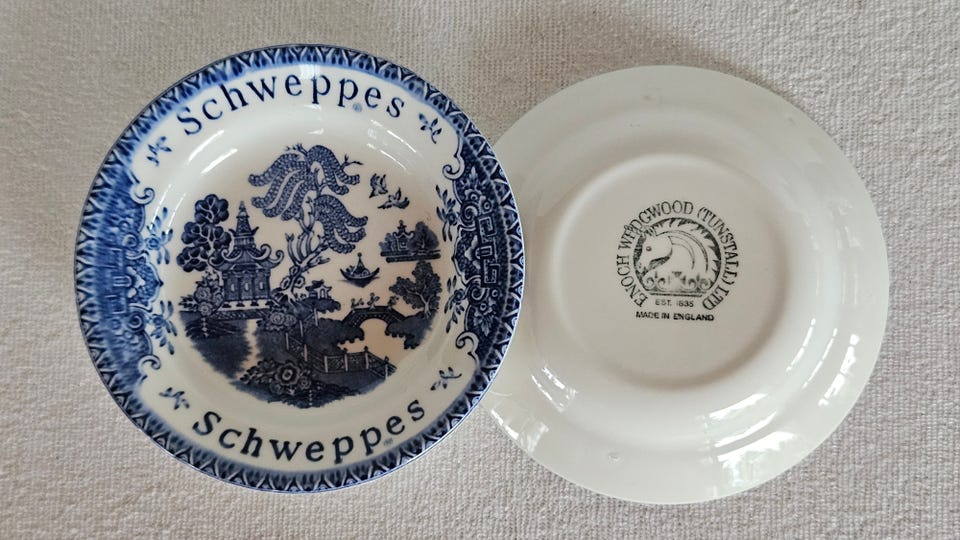 Schweppes
Schweppes
ENOCH WEDGWOOD (TUNSTALL) LTD
EST. 1835
MADE IN ENGLAND